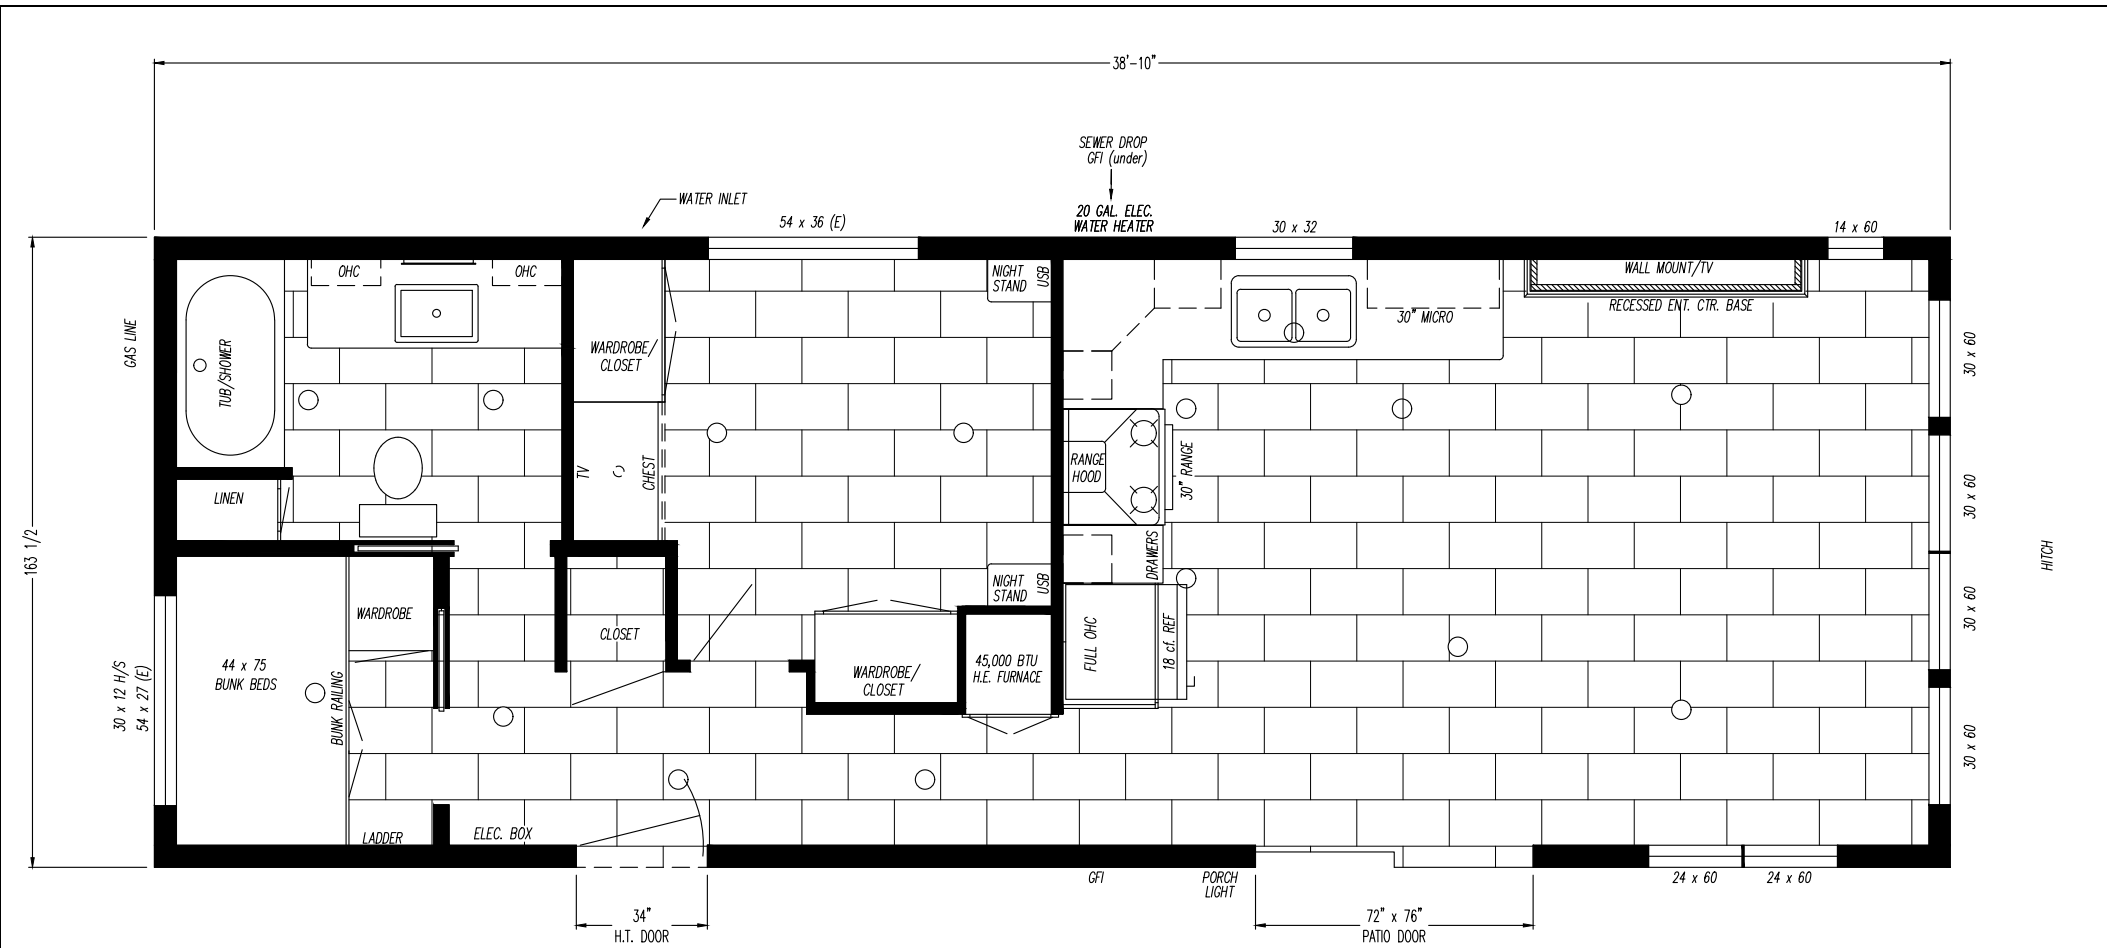 38'-10"
SEWER DROP
GFI (under)
WATER INLET
54 x 36 (E)
20 GAL. ELEC.
WATER HEATER
30 x 32
14 x 60
OHC
OHC
NIGHT
STAND
USB
WALL MOUNT/TV
RECESSED ENT. CTR. BASE
30" MICRO
GAS LINE
TUB/SHOWER
WARDROBE/
CLOSET
30 x 60
TV
CHEST
RANGE
HOOD
30" RANGE
LINEN
30 x 60
163 1/2
DRAWERS
HITCH
NIGHT
STAND
USB
WARDROBE
CLOSET
FULL OHC
18 cf. REF
30 x 60
44 x 75
BUNK BEDS
45,000 BTU
H.E. FURNACE
WARDROBE/
CLOSET
30 x 12 H/S
54 x 27 (E)
BUNK RAILING
30 x 60
LADDER
ELEC. BOX
GFI
PORCH
LIGHT
24 x 60
24 x 60
34"
H.T. DOOR
72" x 76"
PATIO DOOR